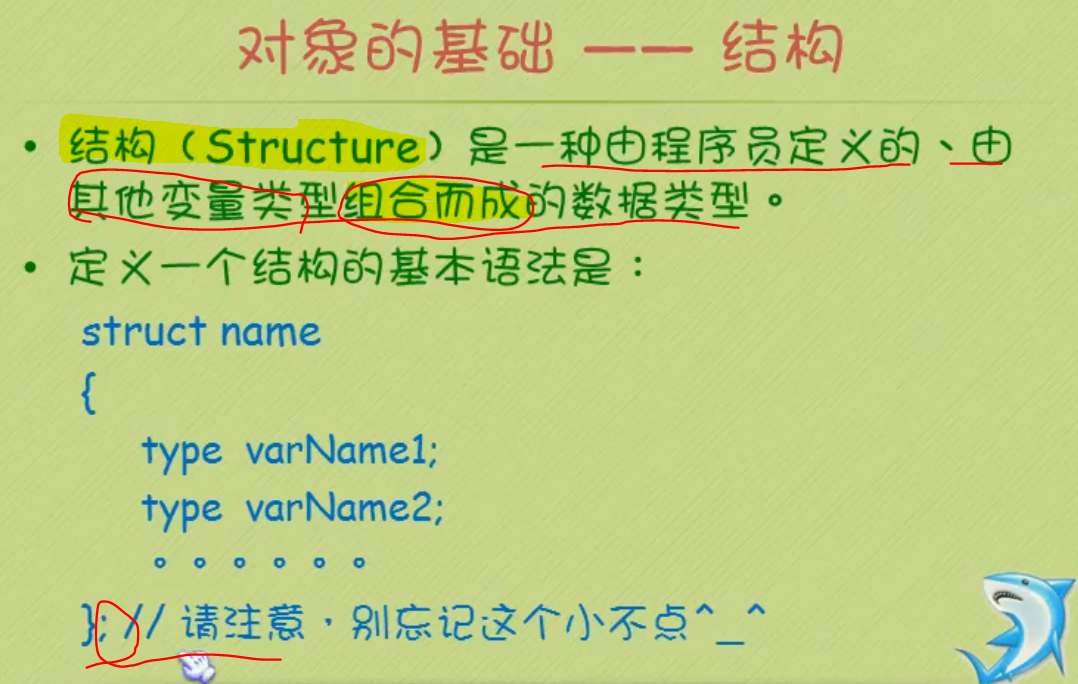 对象的基础 —— 结构
• 结构（Structure）是一种由程序员定义的、由
其他变量类型组合而成的数据类型。
• 定义一个结构的基本语法是：
struct name
{
type varName1;
type varName2;
。。。。。。
}; // 请注意，别忘记这个小不点^_^